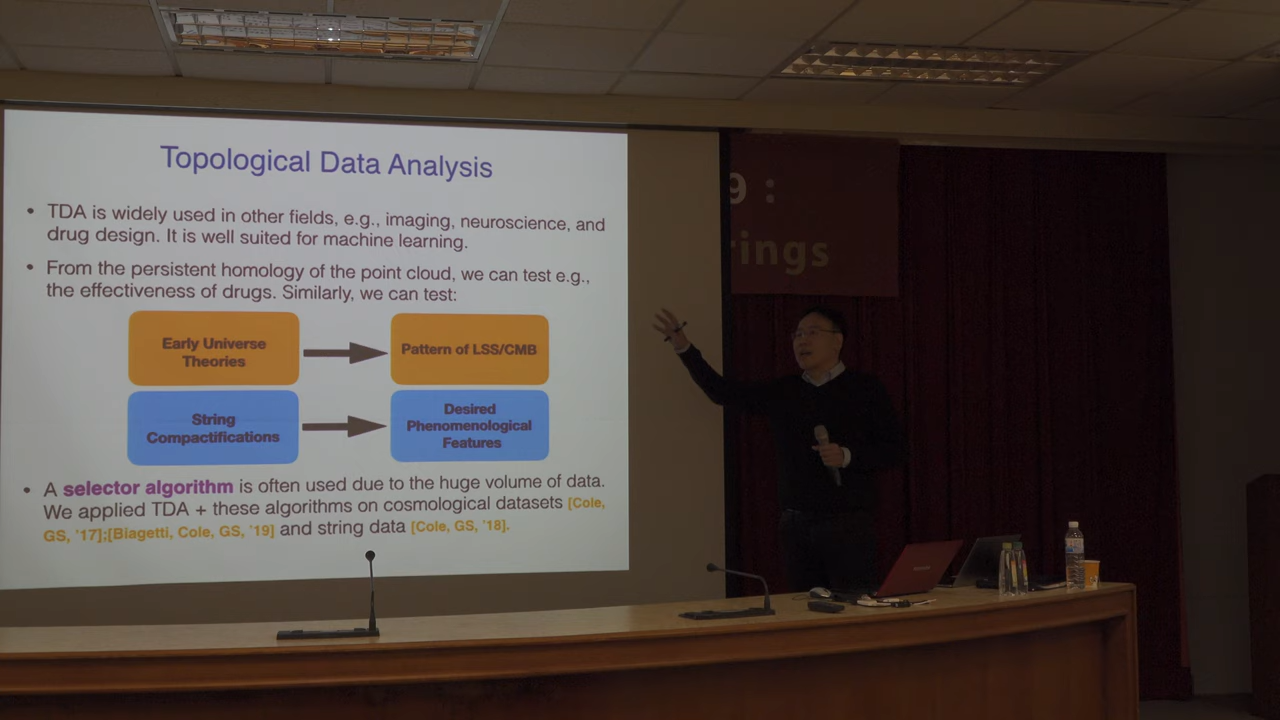 Topological Data Analysis
• TDA is widely used in other fields, e.g., imaging, neuroscience, and
drug design. It is well suited for machine learning.
• From the persistent homology of the point cloud, we can test e.g.,
the effectiveness of drugs. Similarly, we can test:
Early Universe
Theories
Pattern of LSS/CMB
String
Compactifications
Desired
Phenomenological
Features
• A selector algorithm is often used due to the huge volume of data.
We applied TDA + these algorithms on cosmological datasets [Cole,
GS, '17];[Biagetti, Cole, GS, '19] and string data [Cole, GS, '18].
9 :
rings